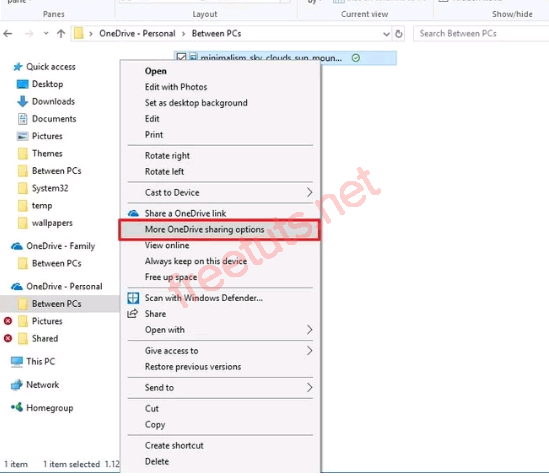 pane
by
columns
Panes
Layout
Current view
Show/hide
OneDrive - Personal
Between PCs
Search Between PCs
Quick access
Desktop
Downloads
Documents
Pictures
Themes
Between PCs
System32
temp
wallpapers
OneDrive - Family
Between PCs
OneDrive - Personal
Between PCs
Pictures
Shared
This PC
Network
Homegroup
minimalism_sky_clouds_sun_moun...
Open
Edit with Photos
Set as desktop background
Edit
Print
Rotate right
Rotate left
Cast to Device
Share a OneDrive link
More OneDrive sharing options
View online
Always keep on this device
Free up space
Scan with Windows Defender...
Share
Open with
Give access to
Restore previous versions
Send to
Cut
Copy
Create shortcut
Delete
1 item
1 item selected
1.12
freetuts.net